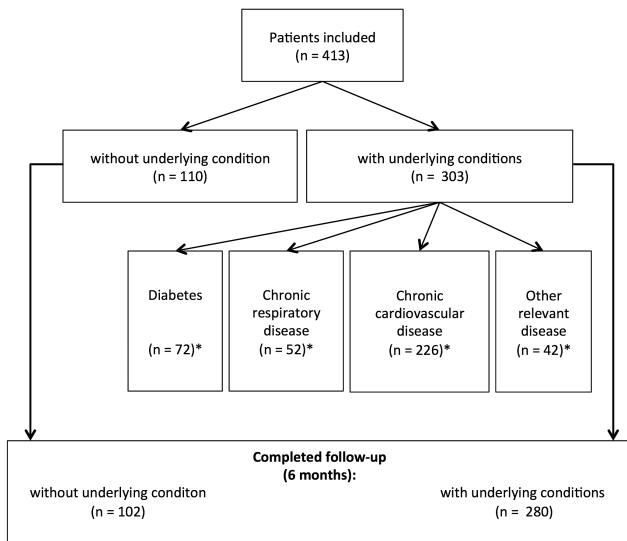 Patients included
(n = 413)
without underlying condition
(n = 110)
with underlying conditions
(n = 303)
Diabetes
(n = 72)*
Chronic
respiratory
disease
(n = 52)*
Chronic
cardiovascular
disease
(n = 226)*
Other
relevant
disease
(n = 42)*
Completed follow-up
(6 months):
without underlying conditon
(n = 102)
with underlying conditions
(n = 280)